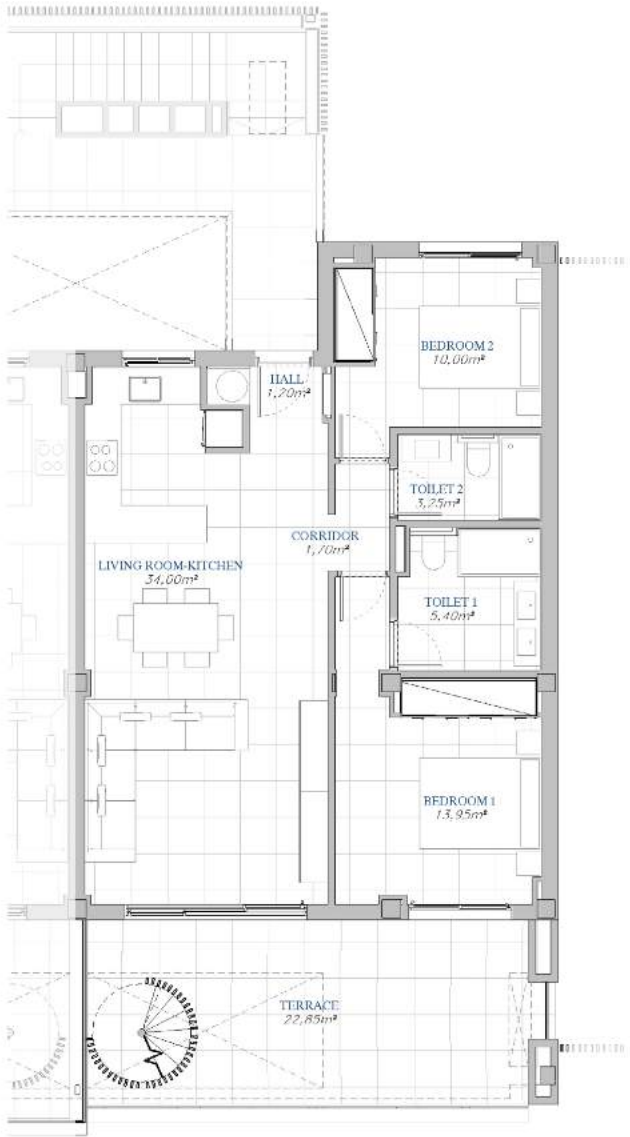 BEDROOM 2
10,00m²
HALL
1,20m²
TOILET 2
3,25m²
CORRIDOR
1,70m²
LIVING ROOM-KITCHEN
34,00m²
TOILET 1
5,40m²
BEDROOM 1
13,95m²
TERRACE
22,85m²